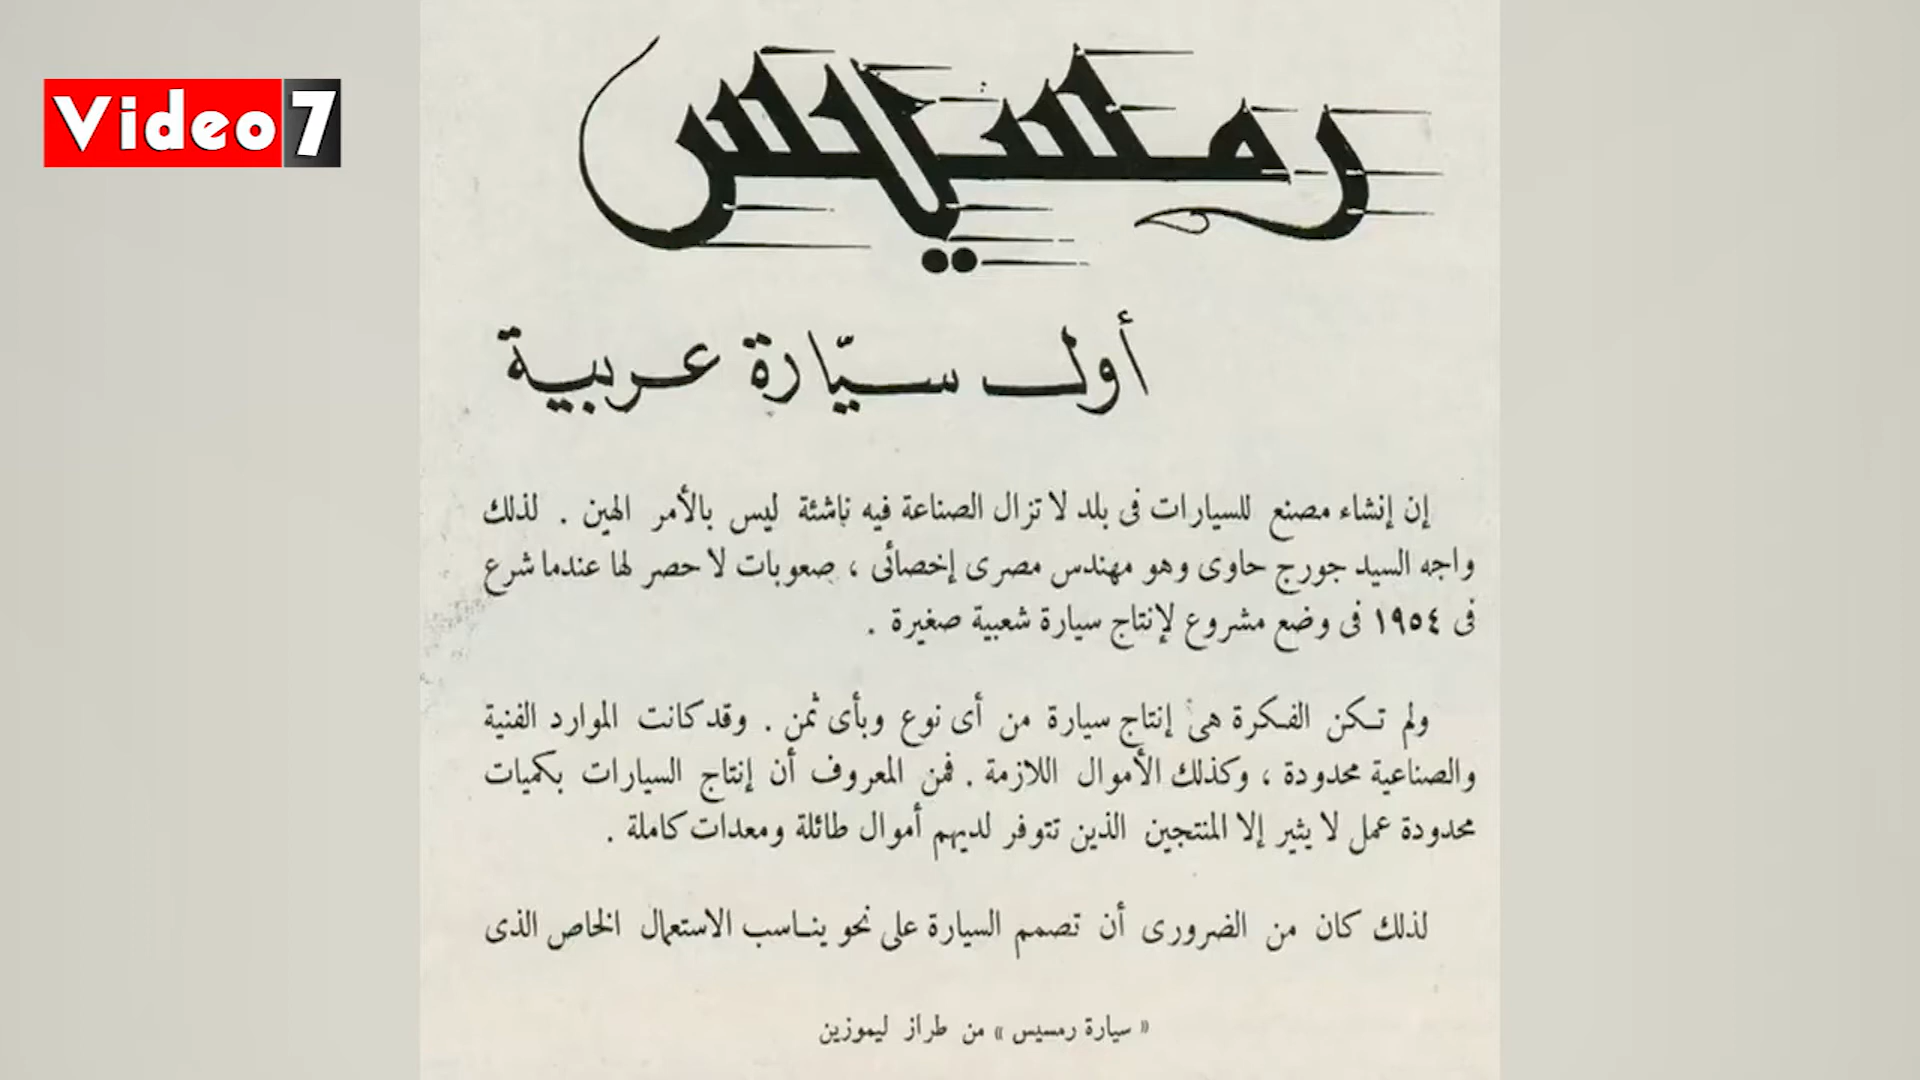 Video7
رمسيس
أول سيّارة عربية
إن إنشاء مصنع للسيارات فى بلد لا تزال الصناعة فيه ناشئة ليس بالأمر الهين . لذلك
واجه السيد جورج حاوى وهو مهندس مصرى إخصائى ، صعوبات لا حصر لها عندما شرع
فى ١٩٥٤ فى وضع مشروع لإنتاج سيارة شعبية صغيرة .
ولم تكن الفكرة هى إنتاج سيارة من أى نوع وبأى ثمن . وقد كانت الموارد الفنية
والصناعية محدودة ، وكذلك الأموال اللازمة . فمن المعروف أن إنتاج السيارات بكميات
محدودة عمل لا يثير إلا المنتجين الذين تتوفر لديهم أموال طائلة ومعدات كاملة .
لذلك كان من الضرورى أن تصمم السيارة على نحو يناسب الاستعمال الخاص الذى
« سيارة رمسيس » من طراز ليموزين